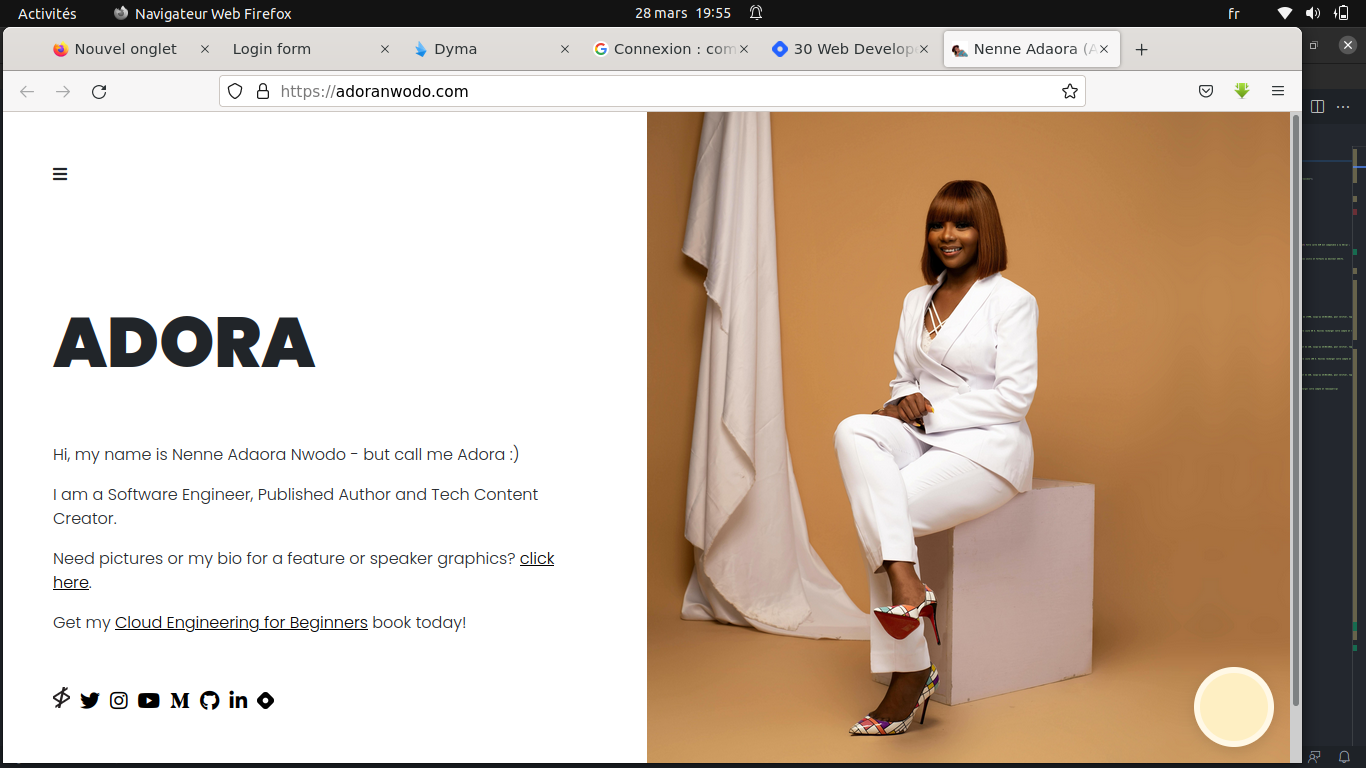 Activités
Navigateur Web Firefox
28 mars 19:55
fr
Nouvel onglet
Login form
Dyma
Connexion : com
30 Web Develop
Nenne Adaora (A
https://adoranwodo.com
ADORA
Hi, my name is Nenne Adaora Nwodo - but call me Adora :)
I am a Software Engineer, Published Author and Tech Content
Creator.
Need pictures or my bio for a feature or speaker graphics? click
here.
Get my Cloud Engineering for Beginners book today!